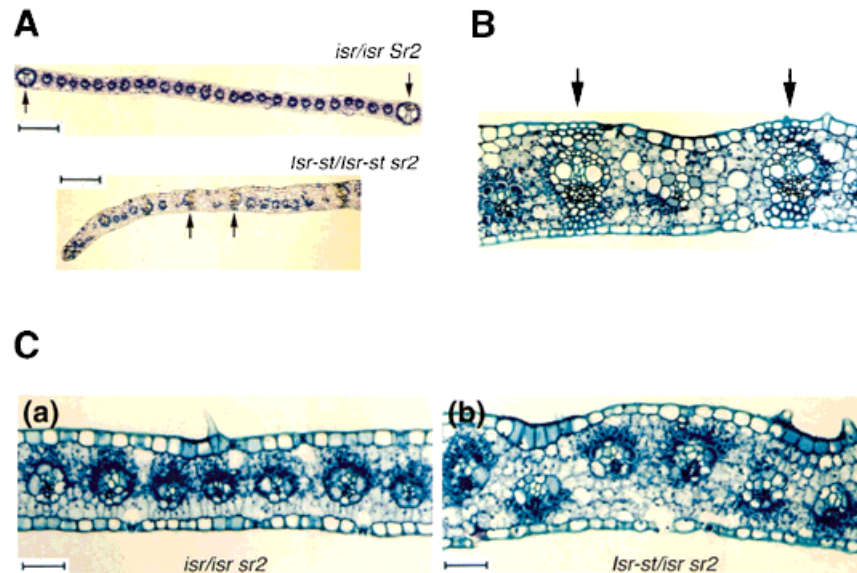 A
isr/isr Sr2
Isr-st/Isr-st sr2
B
C
(a)
isr/isr sr2
(b)
Isr-st/isr sr2